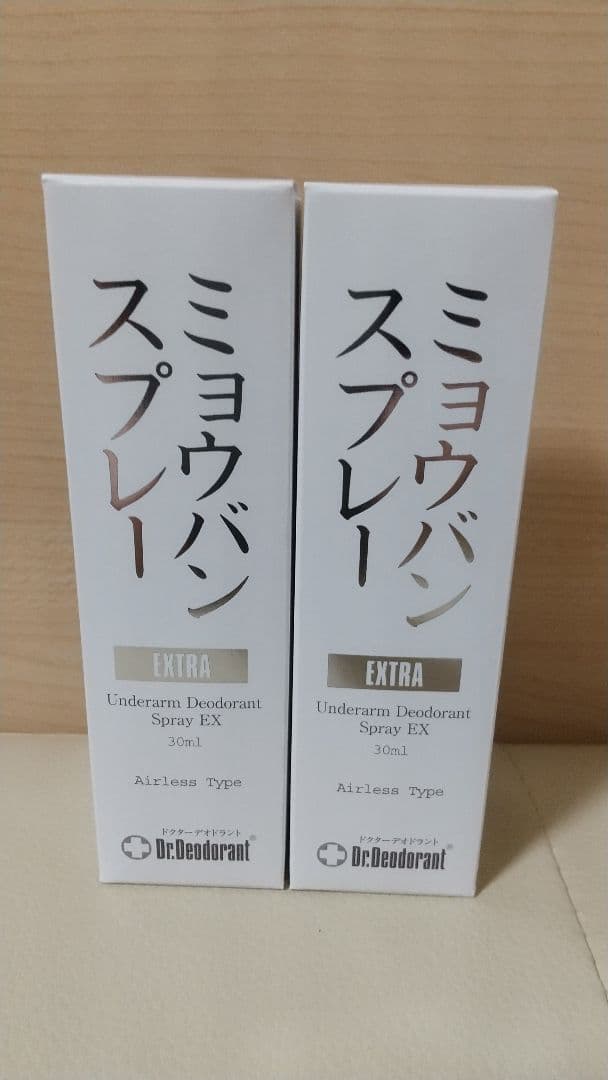 ミョウバン
スプレー
EXTRA
Underarm Deodorant
Spray EX
30ml
Airless Type
ドクターデオドラント
Dr.Deodorant®
ミョウバン
スプレー
EXTRA
Underarm Deodorant
Spray EX
30ml
Airless Type
ドクターデオドラント
Dr.Deodorant®